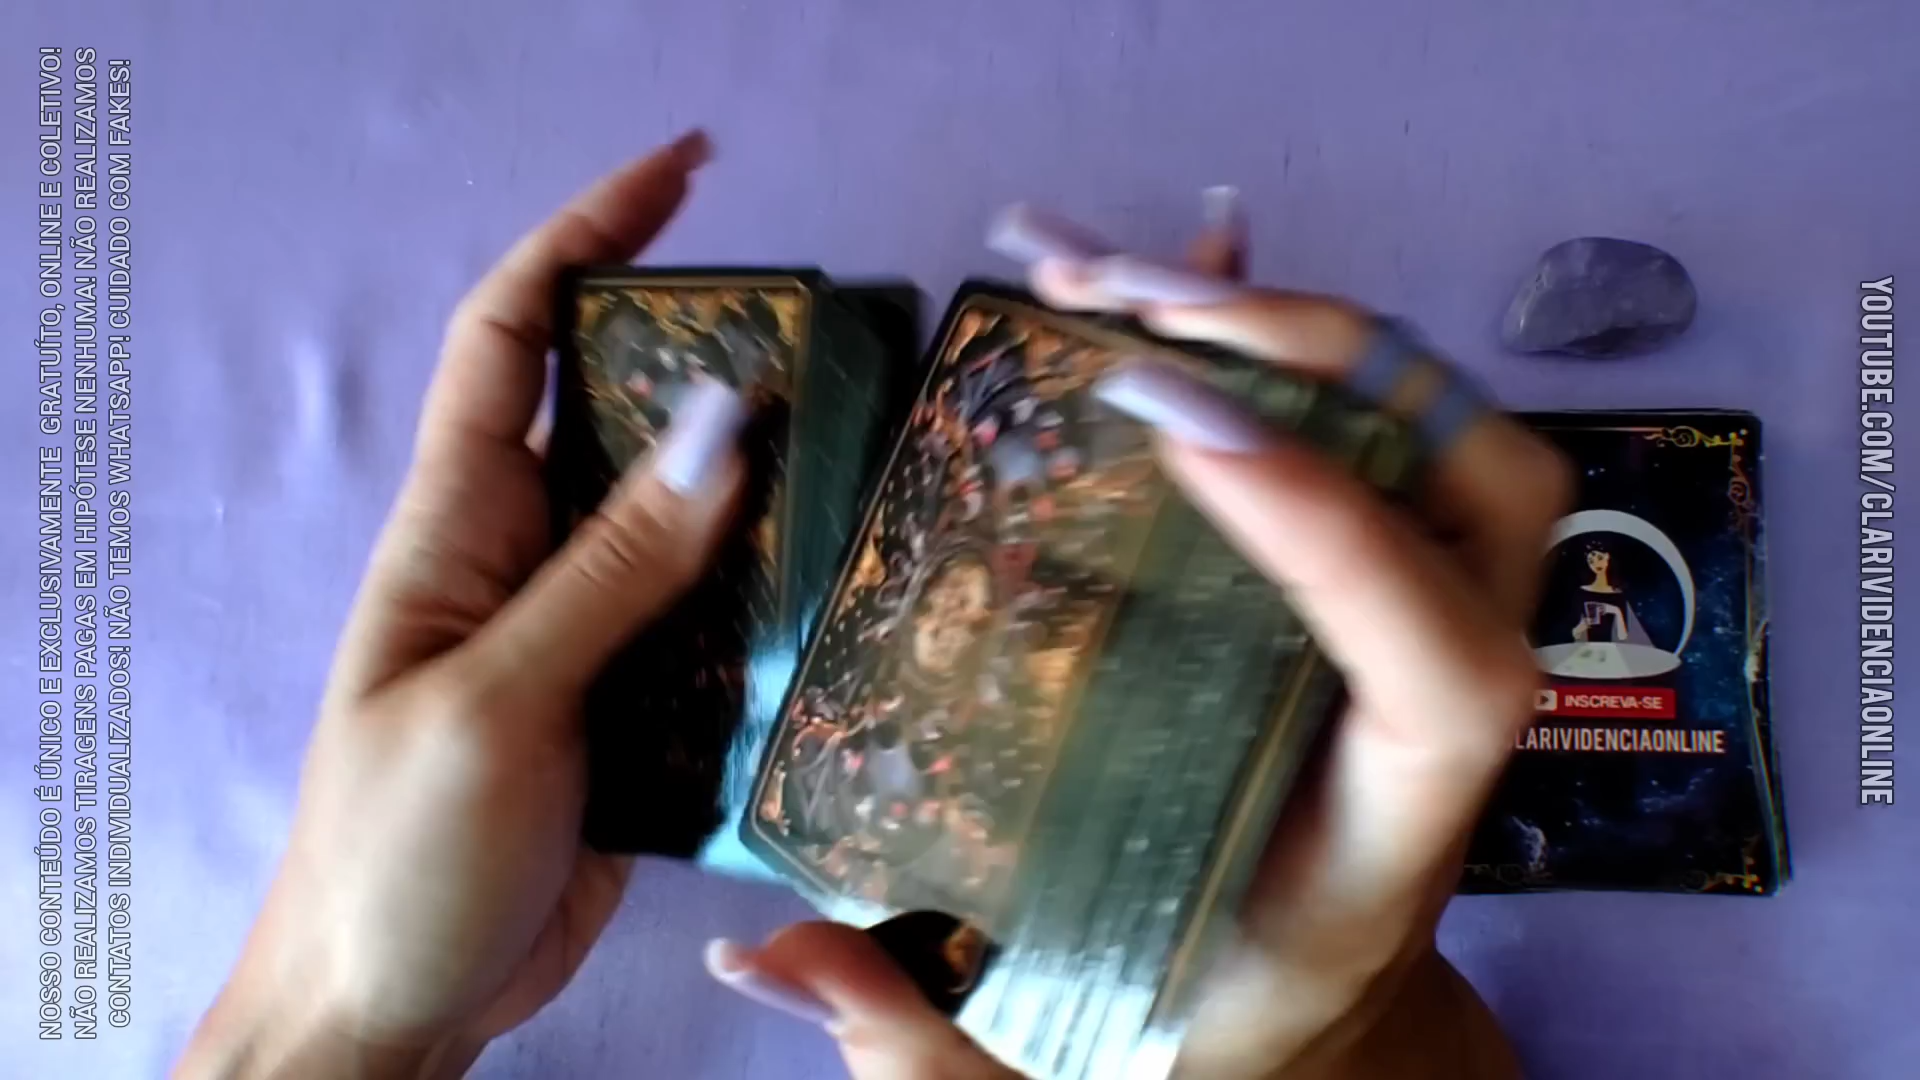 NOSSO CONTEÚDO É ÚNICO E EXCLUSIVAMENTE GRATUÍTO, ONLINE E COLETIVO!
NÃO REALIZAMOS TIRAGENS PAGAS EM HIPÓTESE NENHUMA! NÃO REALIZAMOS
CONTATOS INDIVIDUALIZADOS! NÃO TEMOS WHATSAPP! CUIDADO COM FAKES!
YOUTUBE.COM/CLARIVIDENCIAONLINE
INSCREVA-SE
LARIVIDENCIAONLINE